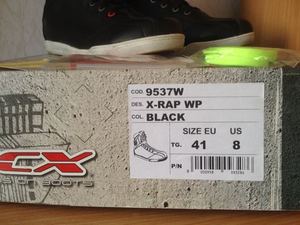 COD. 9537W
DES. X-RAP WP
COL. BLACK
SIZE EU US
TG. 41 8
P/N
CX
BOOTS